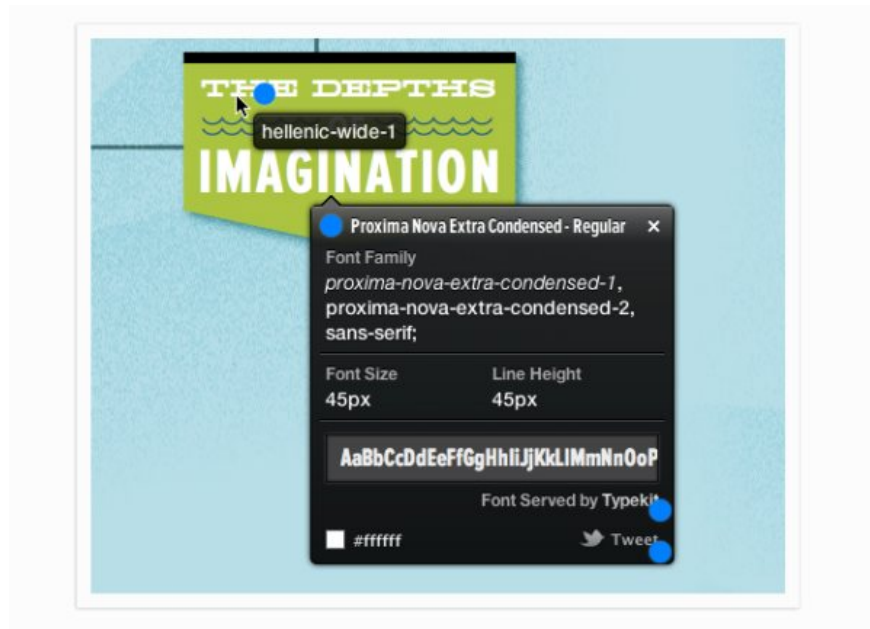 THE DEPTHS
hellenic-wide-1
IMAGINATION
Proxima Nova Extra Condensed - Regular ×
Font Family
proxima-nova-extra-condensed-1,
proxima-nova-extra-condensed-2,
sans-serif;
Font Size Line Height
45px 45px
AaBbCcDdEeFfGgHhIiJjKkLlMmNnOoP
Font Served by Typekit
#ffffff Tweet